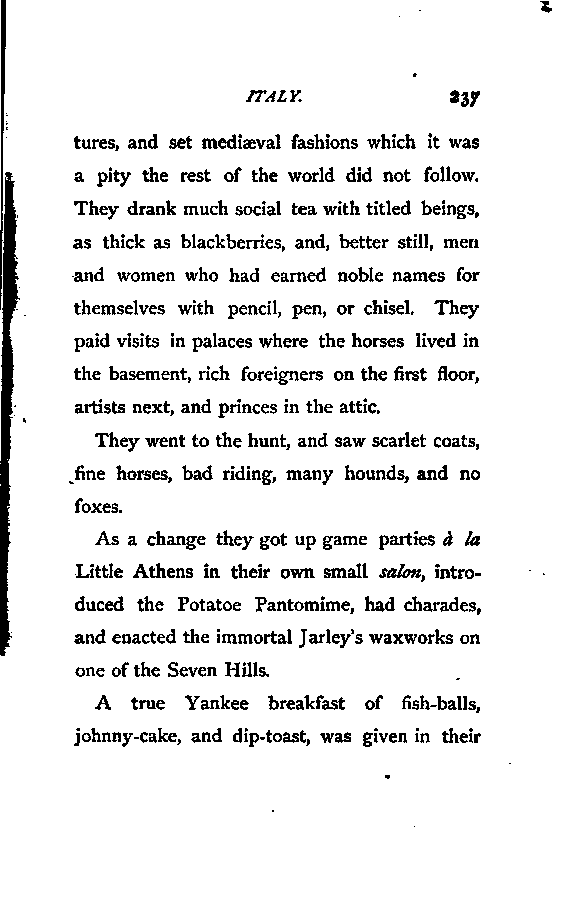 ITALY. 237
tures, and set mediæval fashions which it was
a pity the rest of the world did not follow.
They drank much social tea with titled beings,
as thick as blackberries, and, better still, men
and women who had earned noble names for
themselves with pencil, pen, or chisel. They
paid visits in palaces where the horses lived in
the basement, rich foreigners on the first floor,
artists next, and princes in the attic.
They went to the hunt, and saw scarlet coats,
fine horses, bad riding, many hounds, and no
foxes.
As a change they got up game parties à la
Little Athens in their own small salon, intro-
duced the Potatoe Pantomime, had charades,
and enacted the immortal Jarley's waxworks on
one of the Seven Hills.
A true Yankee breakfast of fish-balls,
johnny-cake, and dip-toast, was given in their